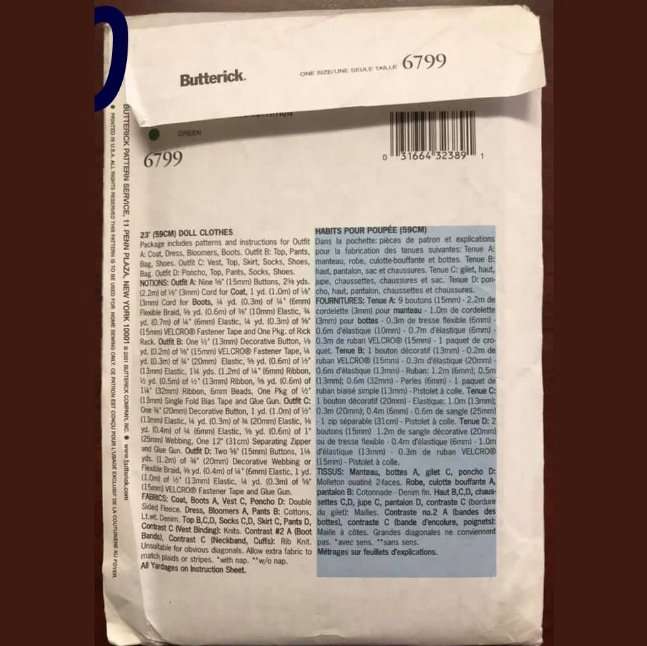 Butterick.
ONE SIZE/UNE SEULE TAILLE 6799
GREEN
6799
0 31664 32389 1
BUTTERICK PATTERN SERVICE, 11 PENN PLAZA, NEW YORK, NEW YORK 10001
www.butterick.com
23" (59CM) DOLL CLOTHES
Package includes patterns and instructions for Outfit
A: Coat, Dress, Bloomers, Boots. Outfit B: Top, Pants,
Bag, Shoes. Outfit C: Vest, Top, Skirt, Socks, Shoes,
Bag. Outfit D: Poncho, Top, Pants, Socks, Shoes.
NOTIONS: Outfit A: Nine ⅝" (15mm) Buttons, 2⅜ yds.
(2.2m) of ⅛" (3mm) Cord for Coat, 1 yd. (1.0m) of ⅛"
(3mm) Cord for Boots, ¼ yd. (0.3m) of ¼" (6mm)
Flexible Braid, ⅝ yd. (0.6m) of ⅜" (10mm) Elastic, ¾
yd. (0.7m) of ¼" (6mm) Elastic, ¼ yd. (0.3m) of ⅝"
(15mm) VELCRO® Fastener Tape and One Pkg. of Rick
Rack. Outfit B: One ½" (13mm) Decorative Button, ⅛
yd. (0.2m) of ⅝" (15mm) VELCRO® Fastener Tape, ¼
yd. (0.3m) of ¾" (20mm) Elastic, ⅝ yd. (0.6m) of ½"
(13mm) Elastic, 1¼ yds. (1.2m) of ¼" (6mm) Ribbon,
½ yd. (0.5m) of ½" (13mm) Ribbon, ⅝ yd. (0.6m) of
1¼" (32mm) Ribbon, 6mm Beads, One Pkg of ½"
(13mm) Single Fold Bias Tape and Glue Gun. Outfit C:
One ¾" (20mm) Decorative Button, 1 yd. (1.0m) of ½"
(13mm) Elastic, ¼ yd. (0.3m) of ¾ (20mm) Elastic, ⅜
yd. (0.4m) of ¼ (6mm) Elastic, ⅝ yd. (0.6m) of 1"
(25mm) Webbing, One 12" (31cm) Separating Zipper
and Glue Gun. Outfit D: Two ⅝" (15mm) Buttons, 1¼
yds. (1.2m) of ¾" (20mm) Decorative Webbing or
Flexible Braid, ⅜ yd. (0.4m) of ¼" (6mm) Elastic, 1 yd.
(1.0m) of ½" (13mm) Elastic, ¼ yd. (0.3m) of ⅝"
(15mm) VELCRO® Fastener Tape and Glue Gun.
FABRICS: Coat, Boots A, Vest C, Poncho D: Double
Sided Fleece. Dress, Bloomers A, Pants B: Cottons,
Lt.wt. Denim. Top B,C,D, Socks C,D, Skirt C, Pants D,
Contrast C (Vest Binding): Knits. Contrast #2 A (Boot
Bands), Contrast C (Neckband, Cuffs): Rib Knit.
Unsuitable for obvious diagonals. Allow extra fabric to
match plaids or stripes. *with nap. **w/o nap.
All Yardages on Instruction Sheet.
HABITS POUR POUPÉE (59CM)
Dans la pochette: pièces de patron et explications
pour la fabrication des tenues suivantes: Tenue A:
manteau, robe, culotte-bouffante et bottes. Tenue B:
haut, pantalon, sac et chaussures. Tenue C: gilet, haut,
jupe, chaussettes, chaussures et sac. Tenue D: pon-
cho, haut, pantalon, chaussettes et chaussures.
FOURNITURES: Tenue A: 9 boutons (15mm) - 2.2m de
cordelette (3mm) pour manteau - 1.0m de cordelette
(3mm) pour bottes - 0.3m de tresse flexible (6mm) -
0.6m d'élastique (10mm) - 0.7m d'élastique (6mm) -
0.3m de ruban VELCRO® (15mm) - 1 paquet de cro-
quet. Tenue B: 1 bouton décoratif (13mm) - 0.2m de
ruban VELCRO® (15mm) - 0.3m d'élastique (20mm) -
0.6m d'élastique (13mm) - Ruban: 1.2m (6mm); 0.5m
(13mm); 0.6m (32mm) - Perles (6mm) - 1 paquet de
ruban biaisé simple (13mm) - Pistolet à colle. Tenue C:
1 bouton décoratif (20mm) - Elastique: 1.0m (13mm);
0.3m (20mm); 0.4m (6mm) - 0.6m de sangle (25mm)
- 1 zip séparable (31cm) - Pistolet à colle. Tenue D: 2
boutons (15mm) - 1.2m de sangle décorative (20mm)
ou de tresse flexible - 0.4m d'élastique (6mm) - 1.0m
d'élastique (13mm) - 0.3m de ruban VELCRO®
(15mm) - Pistolet à colle.
TISSUS: Manteau, bottes A, gilet C, poncho D:
Molleton ouatiné 2-faces. Robe, culotte bouffante A,
pantalon B: Cotonnade - Denim fin. Haut B,C,D, chaus-
settes C,D, jupe C, pantalon D, contraste C (bordure
du gilet): Mailles. Contraste no.2 A (bandes des
bottes), contraste C (bande d'encolure, poignets):
Maille à côtes. Grandes diagonales ne conviennent
pas. *avec sens. **sans sens.
Métrages sur feuillets d'explications.